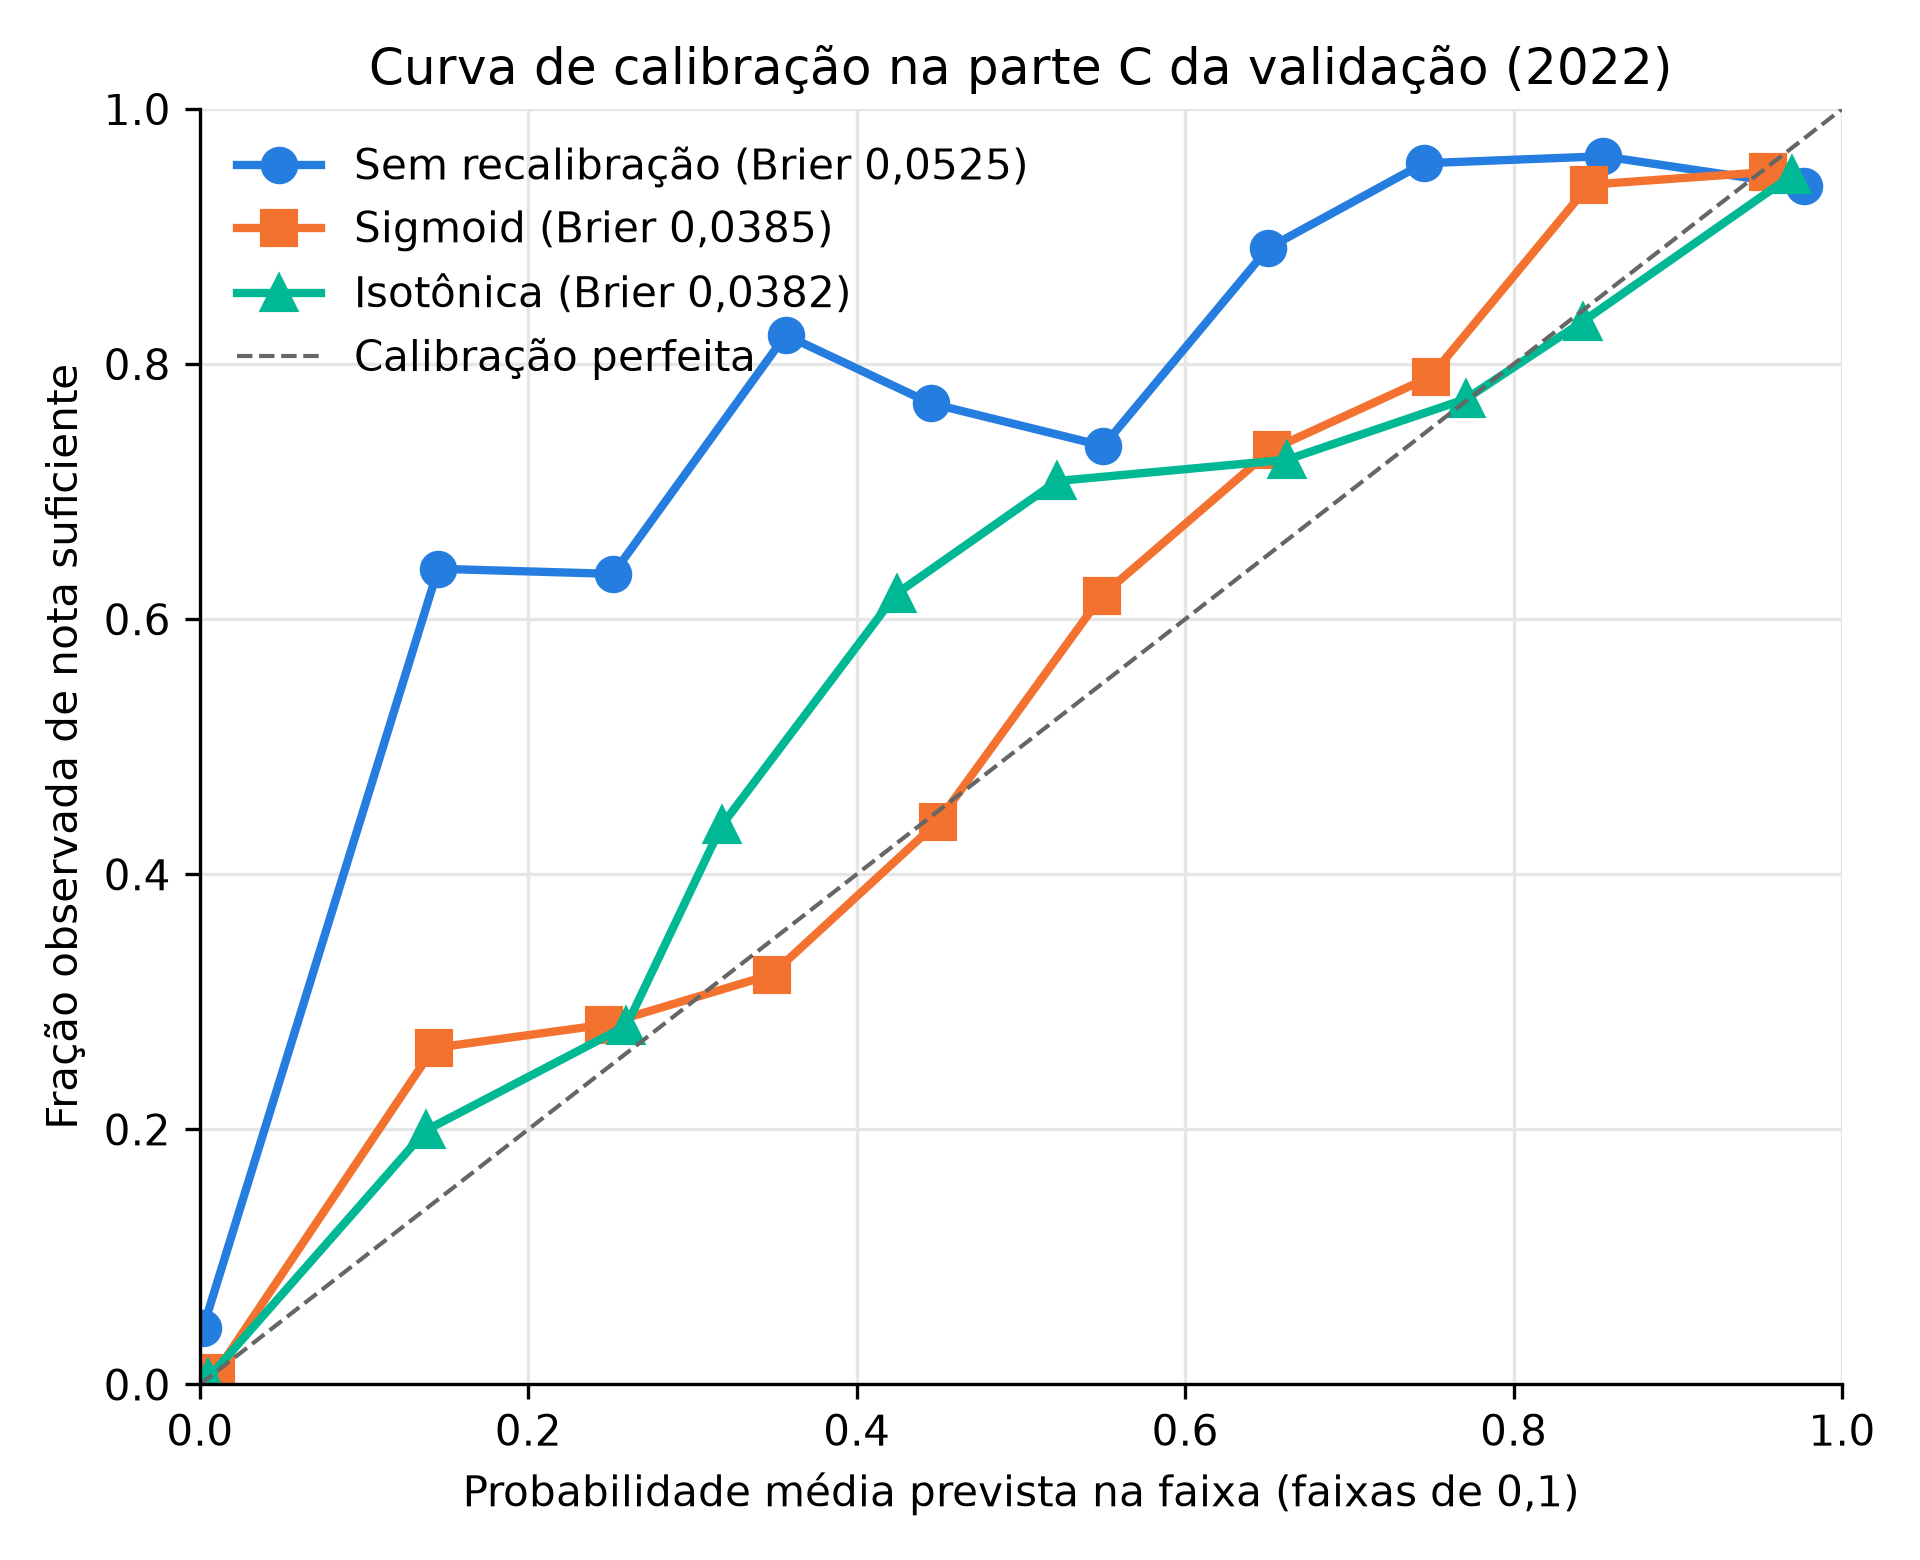 Curva de calibração na parte C da validação (2022)
Sem recalibração (Brier 0,0525)
Sigmoid (Brier 0,0385)
Isotônica (Brier 0,0382)
Calibração perfeita
Fração observada de nota suficiente
1.0
0.8
0.6
0.4
0.2
0.0
0.0 0.2 0.4 0.6 0.8 1.0
Probabilidade média prevista na faixa (faixas de 0,1)